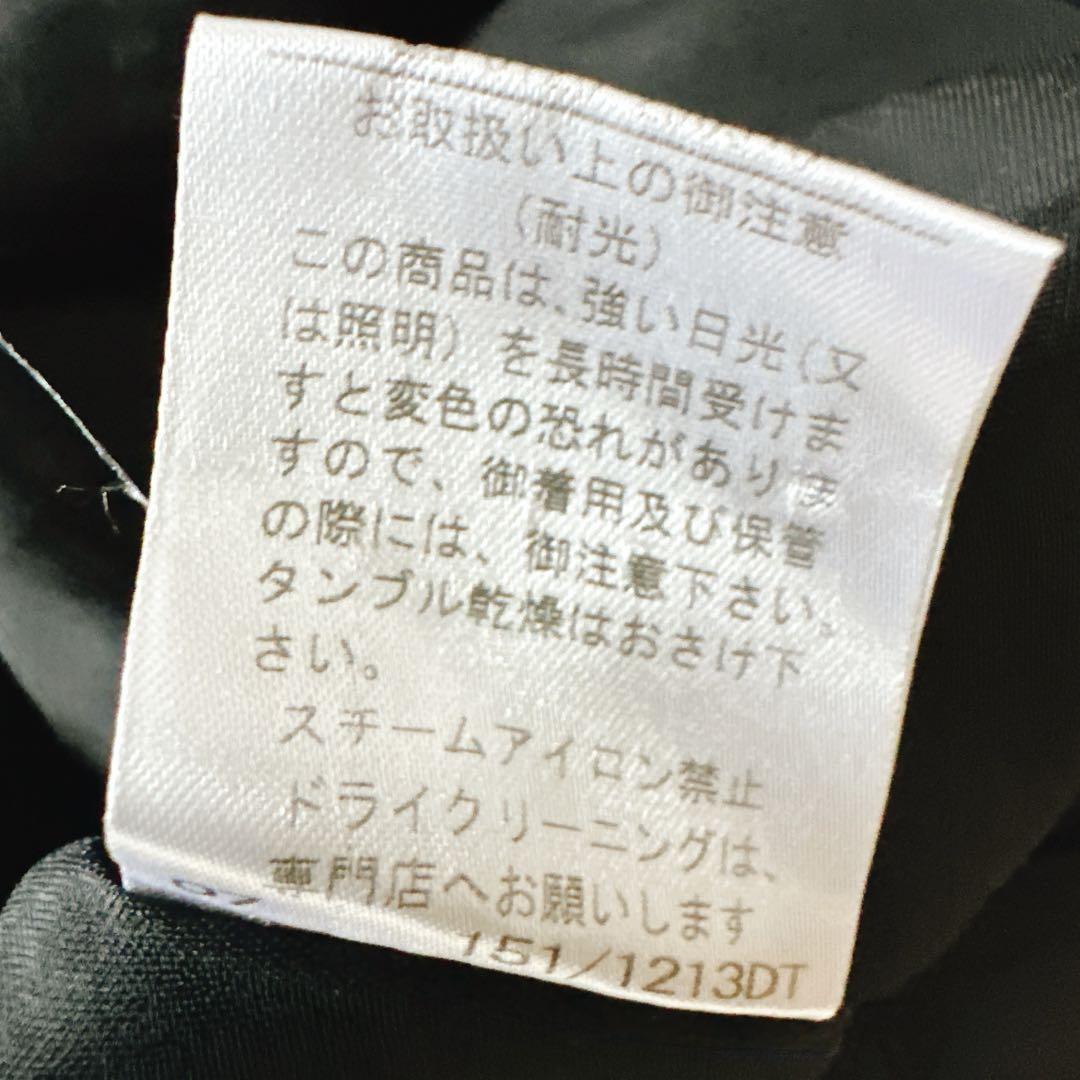 お取扱い上の御注意
(耐光)
この商品は、強い日光(又
は照明)を長時間受けま
すと変色の恐れがありま
すので、御着用及び保管
の際には、御注意下さい。
タンブル乾燥はおさけ下
さい。
スチームアイロン禁止
ドライクリーニングは、
専門店へお願いします
151/1213DT